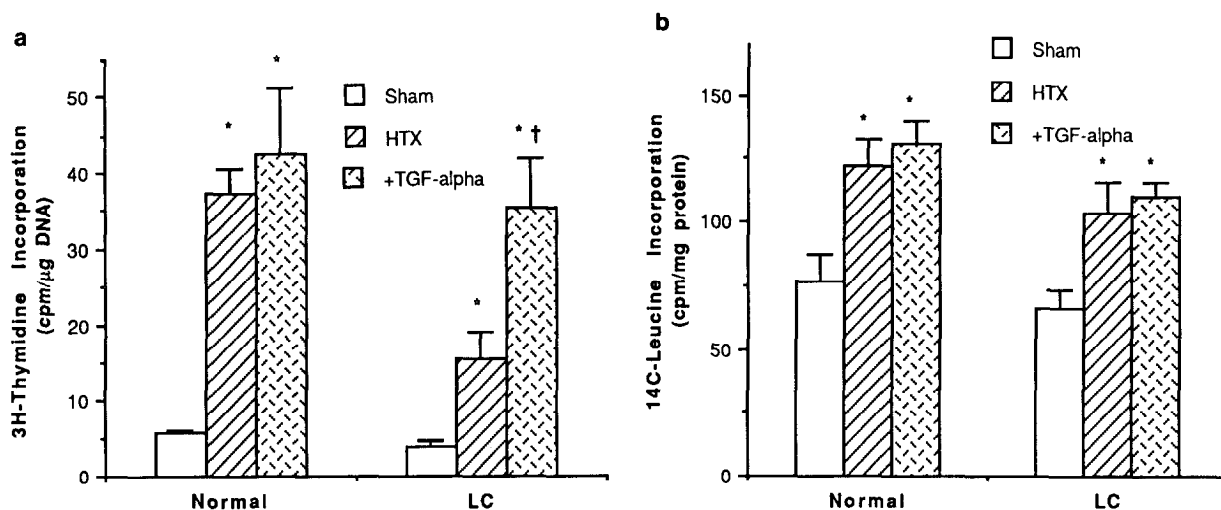 a
3H-Thymidine Incorporation
(cpm/µg DNA)
50
40
30
20
10
0
* * * * †
Sham
HTX
+TGF-alpha
Normal LC
b
14C-Leucine Incorporation
(cpm/mg protein)
150
100
50
0
* * * *
Sham
HTX
+TGF-alpha
Normal LC